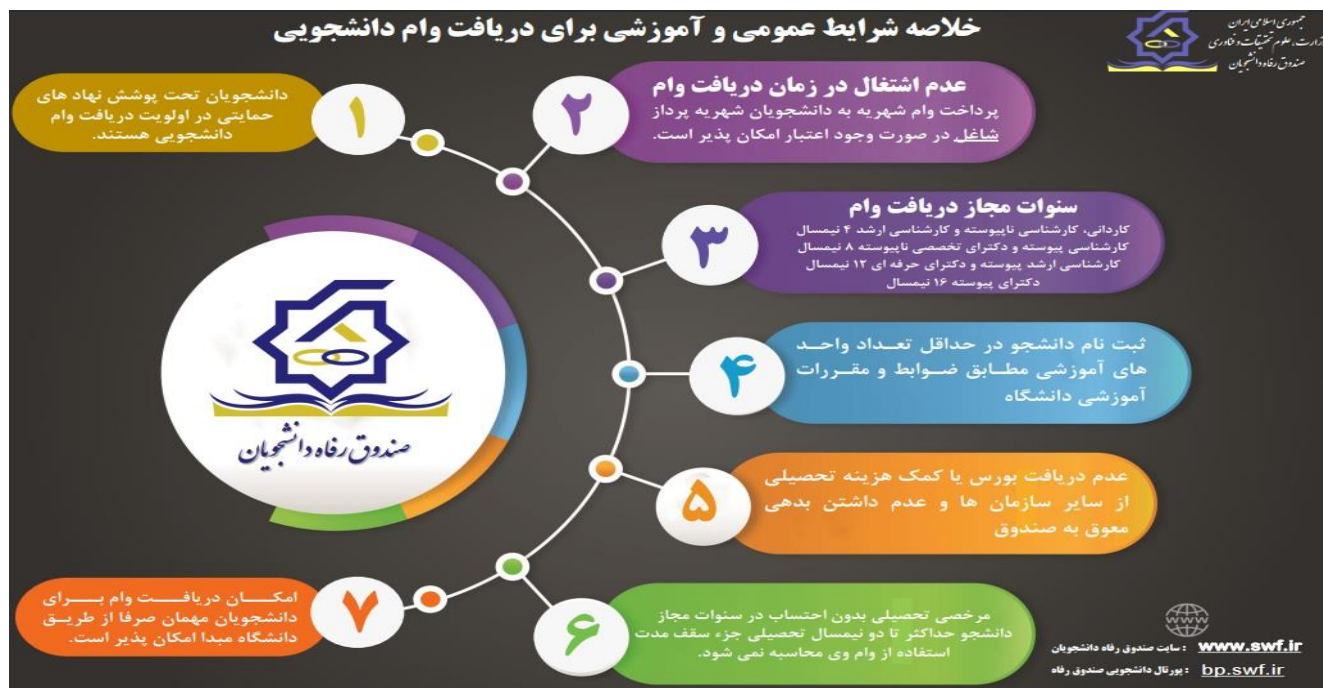 خلاصه شرایط عمومی و آموزشی برای دریافت وام دانشجویی
جمهوری اسلامی ایران
وزارت علوم تحقیقات و فناوری
صندوق رفاه دانشجویان
۱
دانشجویان تحت پوشش نهاد های
حمایتی در اولویت دریافت وام
دانشجویی هستند.
۲
عدم اشتغال در زمان دریافت وام
پرداخت وام شهریه به دانشجویان شهریه پرداز
شاغل در صورت وجود اعتبار امکان پذیر است.
۳
سنوات مجاز دریافت وام
کاردانی، کارشناسی ناپیوسته و کارشناسی ارشد ۴ نیمسال
کارشناسی پیوسته و دکترای تخصصی ناپیوسته ۸ نیمسال
کارشناسی ارشد پیوسته و دکترای حرفه ای ۱۲ نیمسال
دکترای پیوسته ۱۶ نیمسال
۴
ثبت نام دانشجو در حداقل تعداد واحد
های آموزشی مطابق ضوابط و مقررات
آموزشی دانشگاه
۵
عدم دریافت بورس یا کمک هزینه تحصیلی
از سایر سازمان ها و عدم داشتن بدهی
معوق به صندوق
۶
مرخصی تحصیلی بدون احتساب در سنوات مجاز
دانشجو حداکثر تا دو نیمسال تحصیلی جزء سقف مدت
استفاده از وام وی محاسبه نمی شود.
۷
امکان دریافت وام برای
دانشجویان مهمان صرفا از طریق
دانشگاه مبدا امکان پذیر است.
صندوق رفاه دانشجویان
www
www.swf.ir : سایت صندوق رفاه دانشجویان
bp.swf.ir : پورتال دانشجویی صندوق رفاه